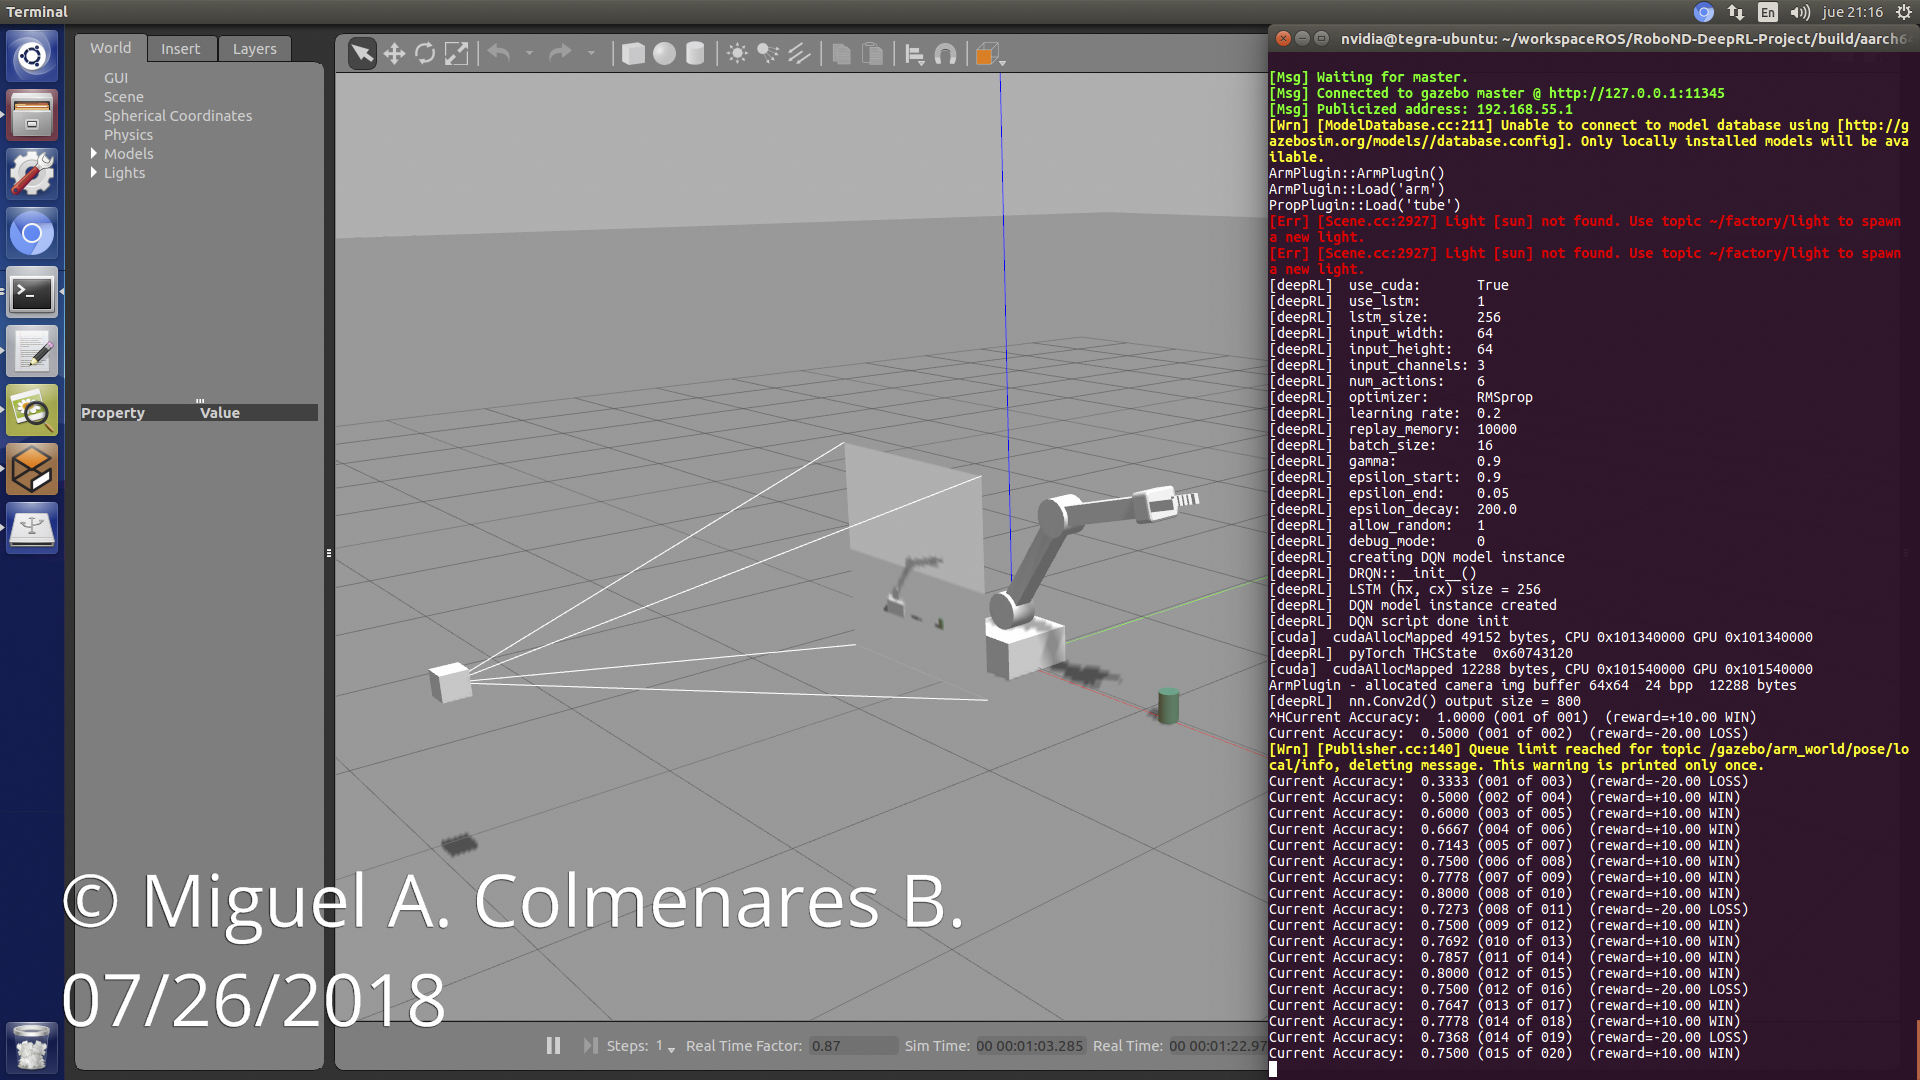 Terminal
En
jue 21:16
World
Insert
Layers
GUI
Scene
Spherical Coordinates
Physics
Models
Lights
Property Value
Steps: 1
Real Time Factor: 0.87
Sim Time: 00 00:01:03.285
Real Time: 00 00:01:22.97
© Miguel A. Colmenares B.
07/26/2018
nvidia@tegra-ubuntu: ~/workspaceROS/RoboND-DeepRL-Project/build/aarch6
[Msg] Waiting for master.
[Msg] Connected to gazebo master @ http://127.0.0.1:11345
[Msg] Publicized address: 192.168.55.1
[Wrn] [ModelDatabase.cc:211] Unable to connect to model database using [http://g
azebosim.org/models//database.config]. Only locally installed models will be ava
ilable.
ArmPlugin::ArmPlugin()
ArmPlugin::Load('arm')
PropPlugin::Load('tube')
[Err] [Scene.cc:2927] Light [sun] not found. Use topic ~/factory/light to spawn
a new light.
[Err] [Scene.cc:2927] Light [sun] not found. Use topic ~/factory/light to spawn
a new light.
[deepRL]  use_cuda:       True
[deepRL]  use_lstm:       1
[deepRL]  lstm_size:      256
[deepRL]  input_width:    64
[deepRL]  input_height:   64
[deepRL]  input_channels: 3
[deepRL]  num_actions:    6
[deepRL]  optimizer:      RMSprop
[deepRL]  learning rate:  0.2
[deepRL]  replay_memory:  10000
[deepRL]  batch_size:     16
[deepRL]  gamma:          0.9
[deepRL]  epsilon_start:  0.9
[deepRL]  epsilon_end:    0.05
[deepRL]  epsilon_decay:  200.0
[deepRL]  allow_random:   1
[deepRL]  debug_mode:     0
[deepRL]  creating DQN model instance
[deepRL]  DRQN::__init__()
[deepRL]  LSTM (hx, cx) size = 256
[deepRL]  DQN model instance created
[deepRL]  DQN script done init
[cuda]  cudaAllocMapped 49152 bytes, CPU 0x101340000 GPU 0x101340000
[deepRL]  pyTorch THCState  0x60743120
[cuda]  cudaAllocMapped 12288 bytes, CPU 0x101540000 GPU 0x101540000
ArmPlugin - allocated camera img buffer 64x64  24 bpp  12288 bytes
[deepRL]  nn.Conv2d() output size = 800
^HCurrent Accuracy:  1.0000 (001 of 001)  (reward=+10.00 WIN)
Current Accuracy:  0.5000 (001 of 002)  (reward=-20.00 LOSS)
[Wrn] [Publisher.cc:140] Queue limit reached for topic /gazebo/arm_world/pose/lo
cal/info, deleting message. This warning is printed only once.
Current Accuracy:  0.3333 (001 of 003)  (reward=-20.00 LOSS)
Current Accuracy:  0.5000 (002 of 004)  (reward=+10.00 WIN)
Current Accuracy:  0.6000 (003 of 005)  (reward=+10.00 WIN)
Current Accuracy:  0.6667 (004 of 006)  (reward=+10.00 WIN)
Current Accuracy:  0.7143 (005 of 007)  (reward=+10.00 WIN)
Current Accuracy:  0.7500 (006 of 008)  (reward=+10.00 WIN)
Current Accuracy:  0.7778 (007 of 009)  (reward=+10.00 WIN)
Current Accuracy:  0.8000 (008 of 010)  (reward=+10.00 WIN)
Current Accuracy:  0.7273 (008 of 011)  (reward=-20.00 LOSS)
Current Accuracy:  0.7500 (009 of 012)  (reward=+10.00 WIN)
Current Accuracy:  0.7692 (010 of 013)  (reward=+10.00 WIN)
Current Accuracy:  0.7857 (011 of 014)  (reward=+10.00 WIN)
Current Accuracy:  0.8000 (012 of 015)  (reward=+10.00 WIN)
Current Accuracy:  0.7500 (012 of 016)  (reward=-20.00 LOSS)
Current Accuracy:  0.7647 (013 of 017)  (reward=+10.00 WIN)
Current Accuracy:  0.7778 (014 of 018)  (reward=+10.00 WIN)
Current Accuracy:  0.7368 (014 of 019)  (reward=-20.00 LOSS)
Current Accuracy:  0.7500 (015 of 020)  (reward=+10.00 WIN)